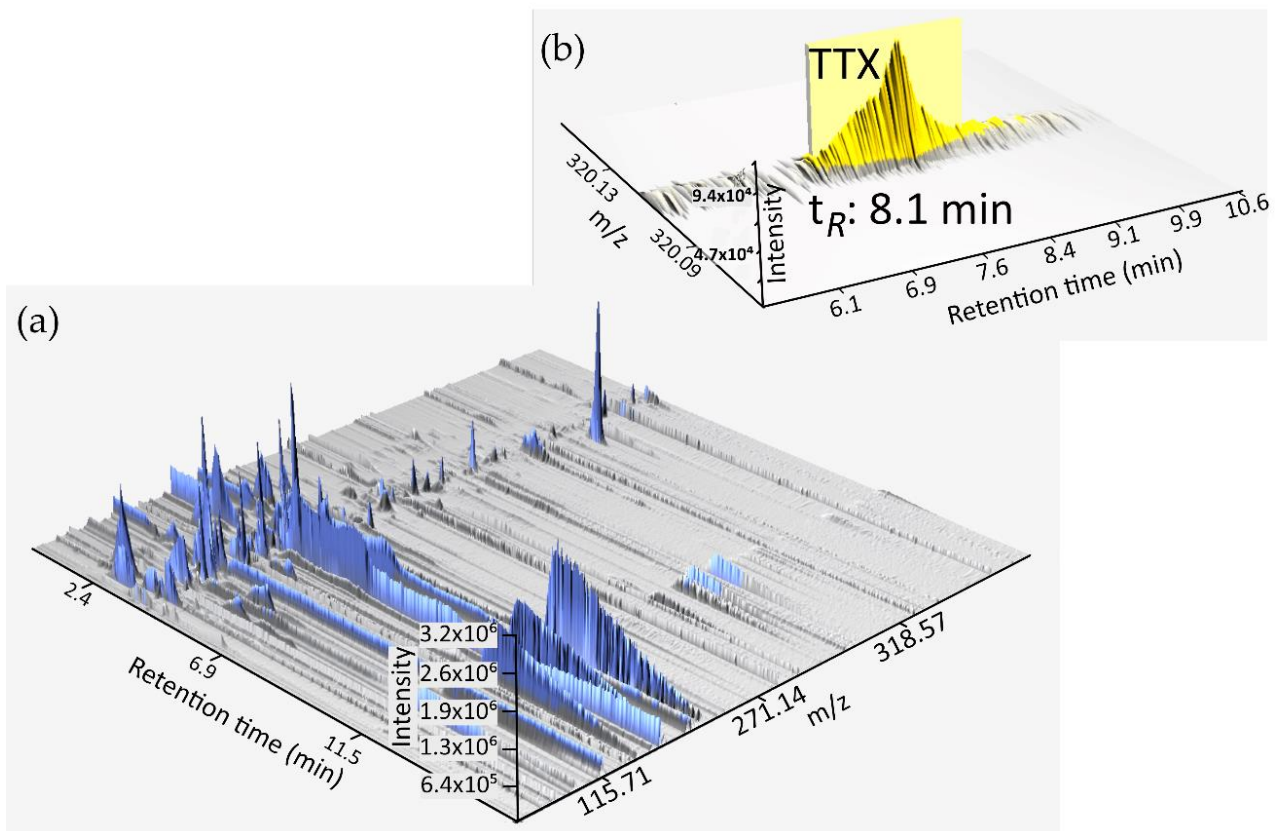 (b)
TTX
320.13
m/z
320.09
9.4x10⁴
4.7x10⁴
Intensity
t_R: 8.1 min
6.1
6.9
7.6
8.4
9.1
9.9
10.6
Retention time (min)
(a)
2.4
6.9
11.5
Retention time (min)
3.2x10⁶
2.6x10⁶
1.9x10⁶
1.3x10⁶
6.4x10⁵
Intensity
115.71
271.14
318.57
m/z